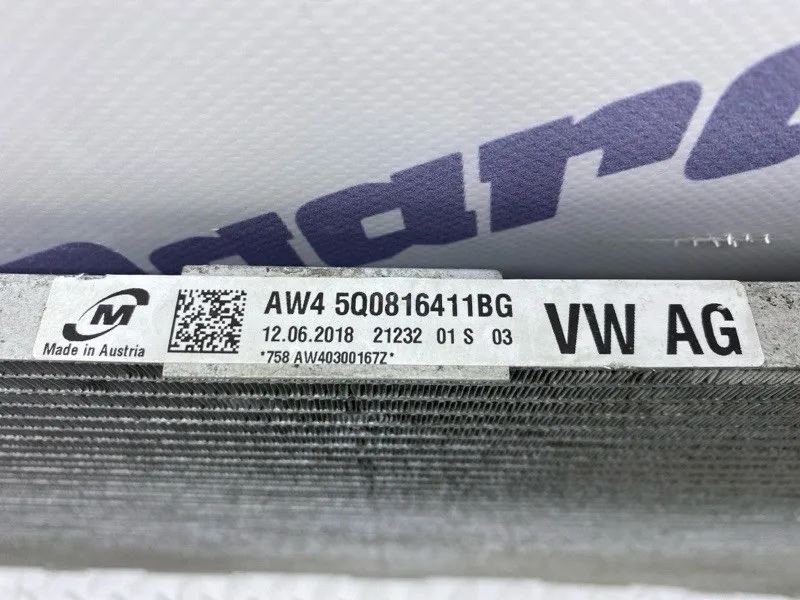 M
Made in Austria
AW4 5Q0816411BG
12.06.2018 21232 01 S 03
*758 AW40300167Z*
VW AG